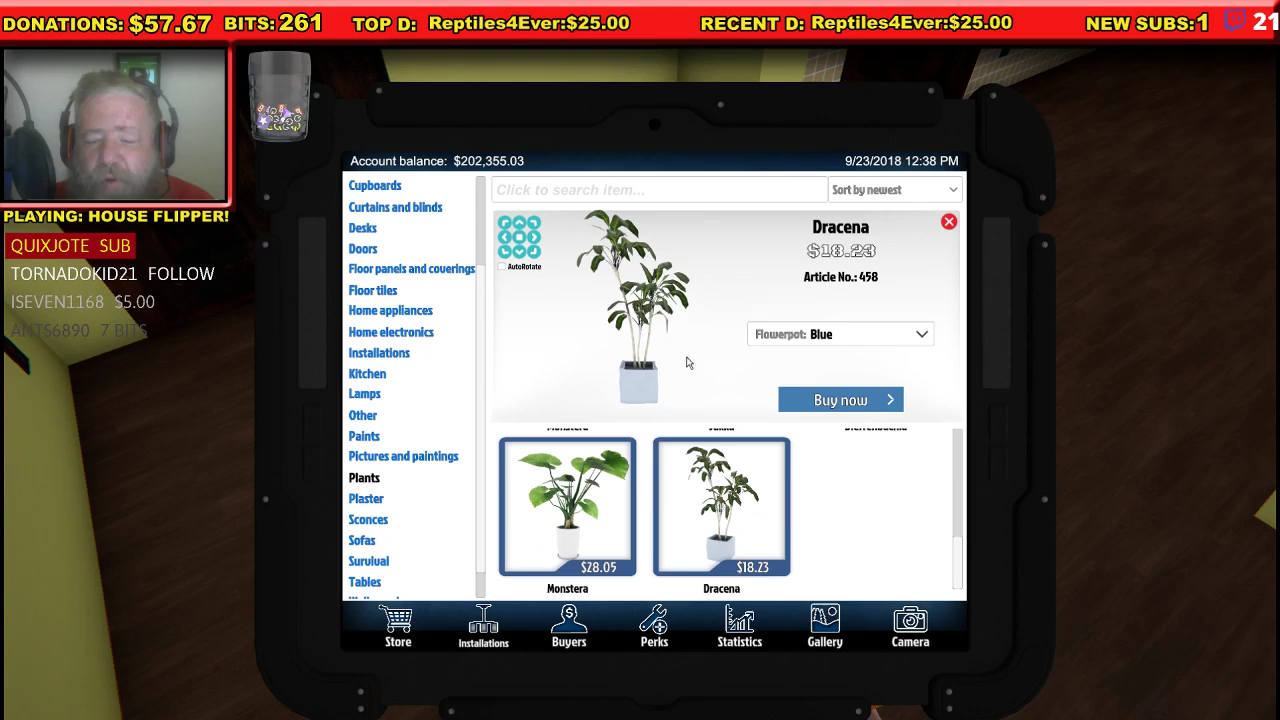 DONATIONS: $57.67 BITS: 261 TOP D: Reptiles4Ever:$25.00 RECENT D: Reptiles4Ever:$25.00 NEW SUBS: 1 21
PLAYING: HOUSE FLIPPER!
QUIXJOTE SUB
TORNADOKID21 FOLLOW
ISEVEN1168 $5.00
ANTS6890 7 BITS
Account balance: $202,355.03 9/23/2018 12:38 PM
Cupboards
Curtains and blinds
Desks
Doors
Floor panels and coverings
Floor tiles
Home appliances
Home electronics
Installations
Kitchen
Lamps
Other
Paints
Pictures and paintings
Plants
Plaster
Sconces
Sofas
Survival
Tables
Click to search item...
Sort by newest
AutoRotate
Dracena
$18.23
Article No.: 458
Flowerpot: Blue
Buy now
Monstera
$28.05 $18.23
Monstera Dracena
Store Installations Buyers Perks Statistics Gallery Camera